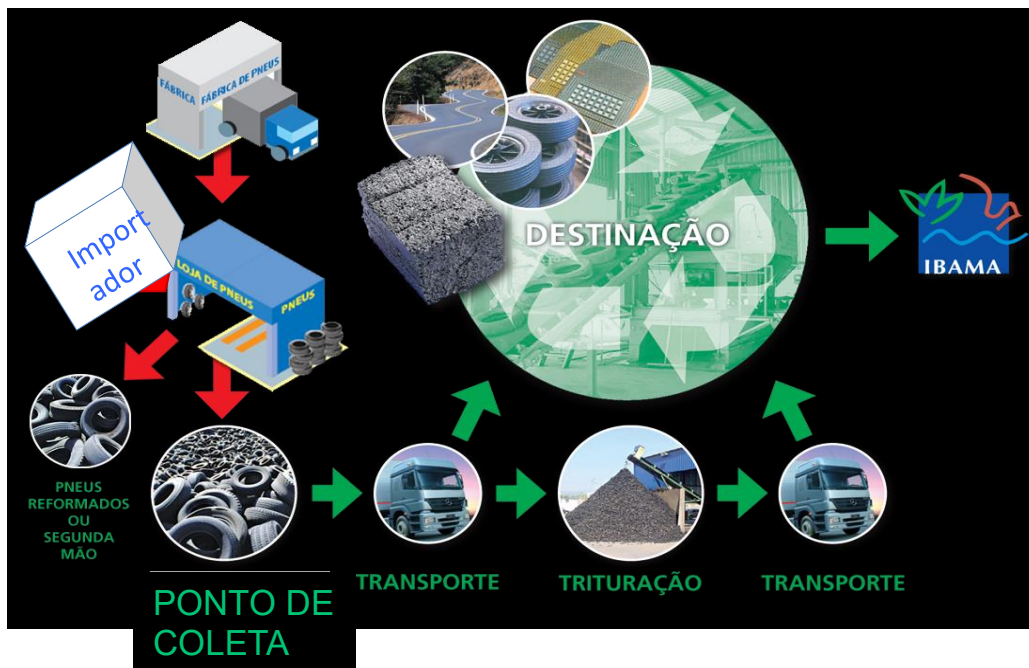 FÁBRICA
FÁBRICA DE PNEUS
Import
ador
LOJA DE PNEUS
PNEUS
DESTINAÇÃO
IBAMA
PNEUS
REFORMADOS
OU
SEGUNDA
MÃO
TRANSPORTE
TRITURAÇÃO
TRANSPORTE
PONTO DE
COLETA